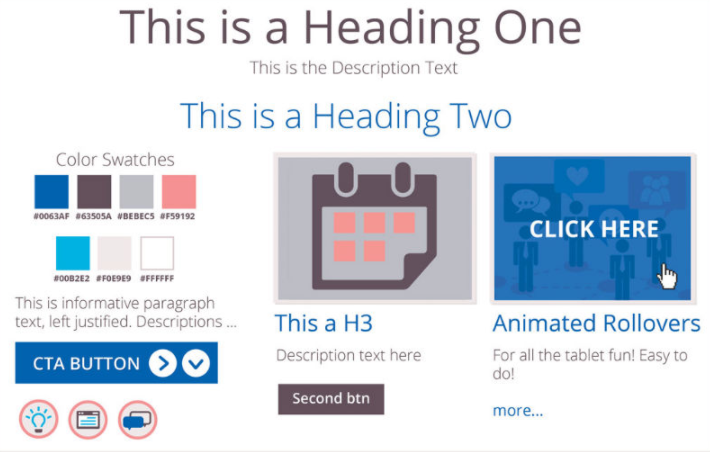 This is a Heading One
This is the Description Text
This is a Heading Two
Color Swatches
#0063AF #63505A #BEBEC5 #F59192
#00B2E2 #F0E9E9 #FFFFFF
This is informative paragraph
text, left justified. Descriptions ...
CTA BUTTON
This a H3
Description text here
Second btn
CLICK HERE
Animated Rollovers
For all the tablet fun! Easy to
do!
more...